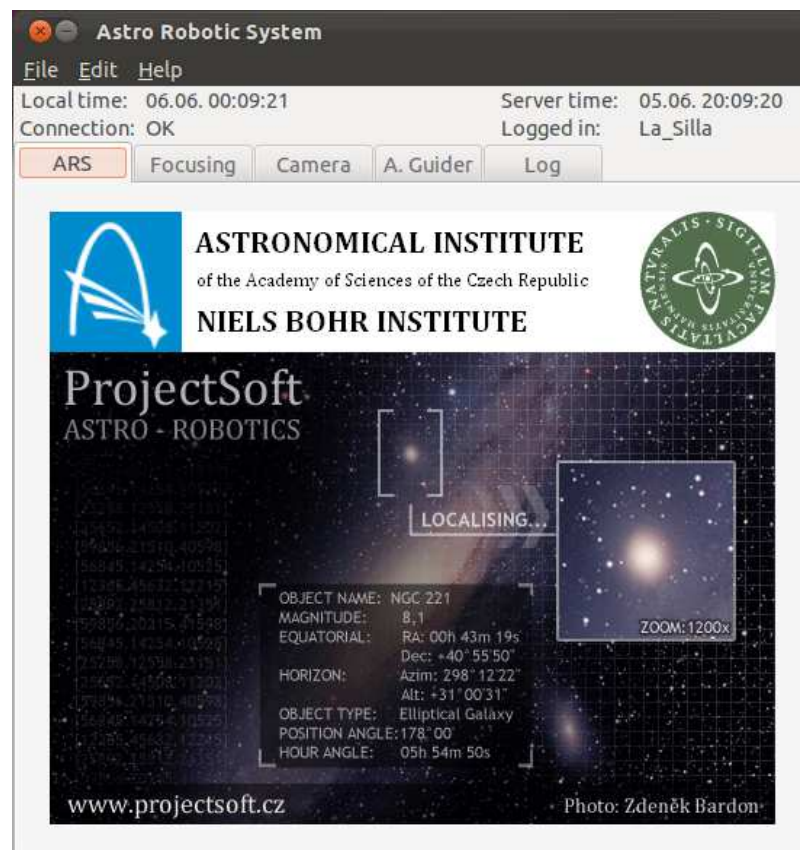 Astro Robotic System
File Edit Help
Local time: 06.06. 00:09:21 Server time: 05.06. 20:09:20
Connection: OK Logged in: La_Silla
ARS Focusing Camera A. Guider Log
ASTRONOMICAL INSTITUTE
of the Academy of Sciences of the Czech Republic
NIELS BOHR INSTITUTE
ProjectSoft
ASTRO - ROBOTICS
LOCALISING...
ZOOM:1200x
OBJECT NAME: NGC 221
MAGNITUDE: 8,1
EQUATORIAL: RA: 00h 43m 19s
Dec: +40°55'50"
HORIZON: Azim: 298°12'22"
Alt: +31°00'31"
OBJECT TYPE: Elliptical Galaxy
POSITION ANGLE:178°00'
HOUR ANGLE: 05h 54m 50s
www.projectsoft.cz
Photo: Zdeněk Bardon